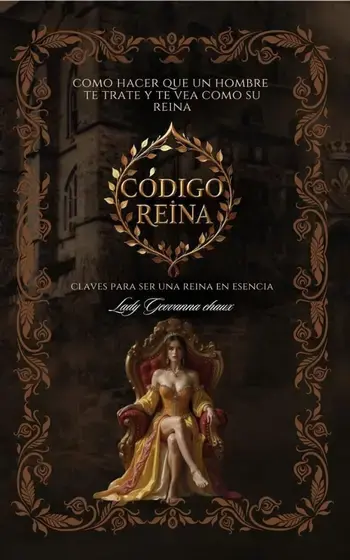 COMO HACER QUE UN HOMBRE
TE TRATE Y TE VEA COMO SU
REINA
CÓDIGO
REINA
CLAVES PARA SER UNA REINA EN ESENCIA
Lady Geovanna chaux